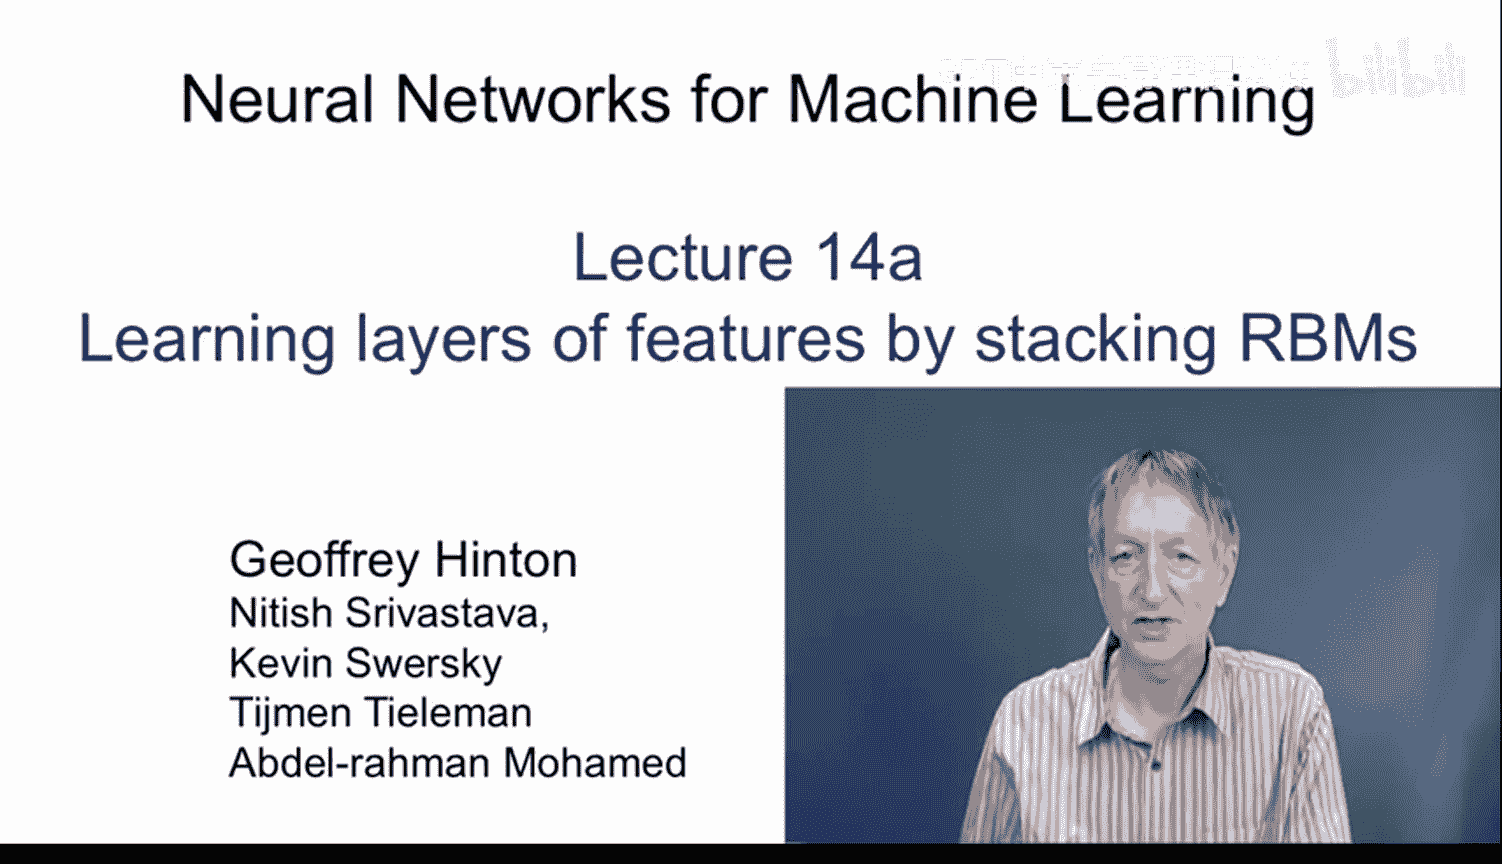 Neural Networks for Machine Learning
bilibili
Lecture 14a
Learning layers of features by stacking RBMs
Geoffrey Hinton
Nitish Srivastava,
Kevin Swersky
Tijmen Tieleman
Abdel-rahman Mohamed